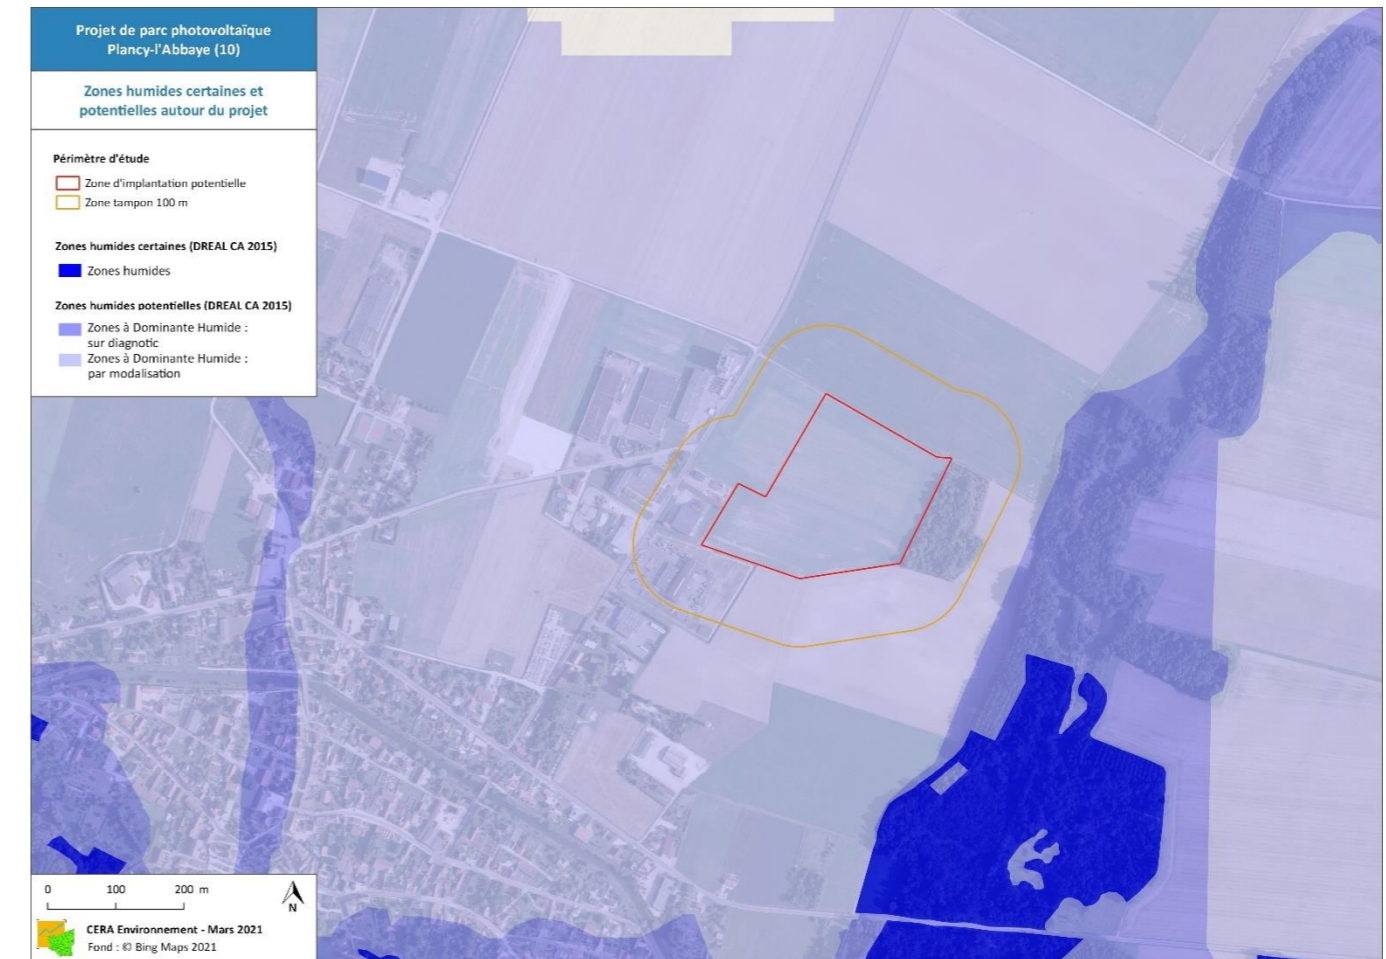 Projet de parc photovoltaïque
Plancy-l'Abbaye (10)
Zones humides certaines et
potentielles autour du projet
Périmètre d'étude
Zone d'implantation potentielle
Zone tampon 100 m
Zones humides certaines (DREAL CA 2015)
Zones humides
Zones humides potentielles (DREAL CA 2015)
Zones à Dominante Humide :
sur diagnotic
Zones à Dominante Humide :
par modalisation
0 100 200 m
N
CERA Environnement - Mars 2021
Fond : © Bing Maps 2021